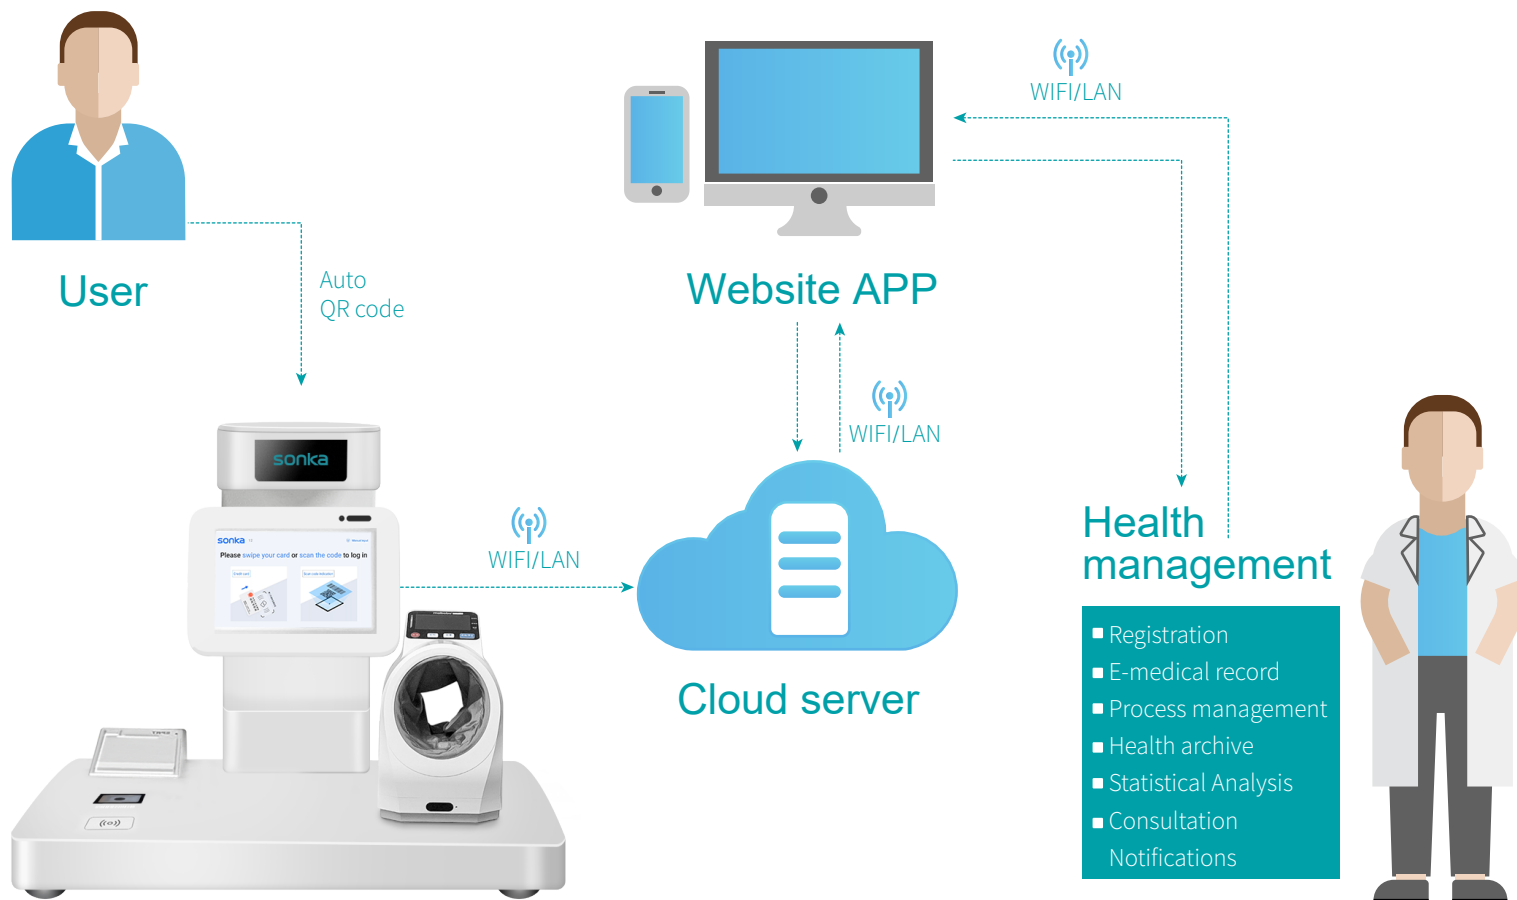 User
Auto
QR code
sonka
sonka
Please swipe your card or scan the code to log in
WIFI/LAN
Website APP
WIFI/LAN
Cloud server
WIFI/LAN
Health
management
Registration
E-medical record
Process management
Health archive
Statistical Analysis
Consultation
Notifications